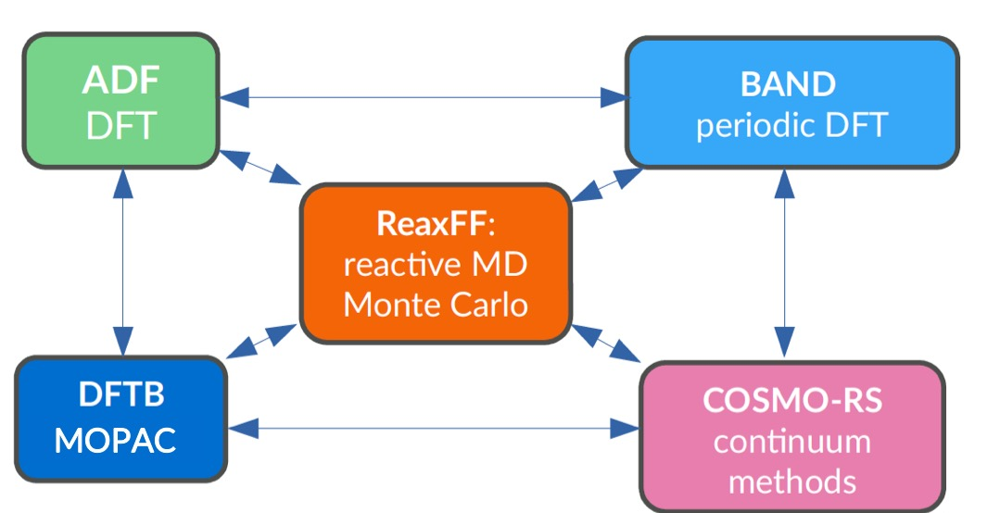 ADF
DFT
BAND
periodic DFT
ReaxFF:
reactive MD
Monte Carlo
DFTB
MOPAC
COSMO-RS
continuum
methods